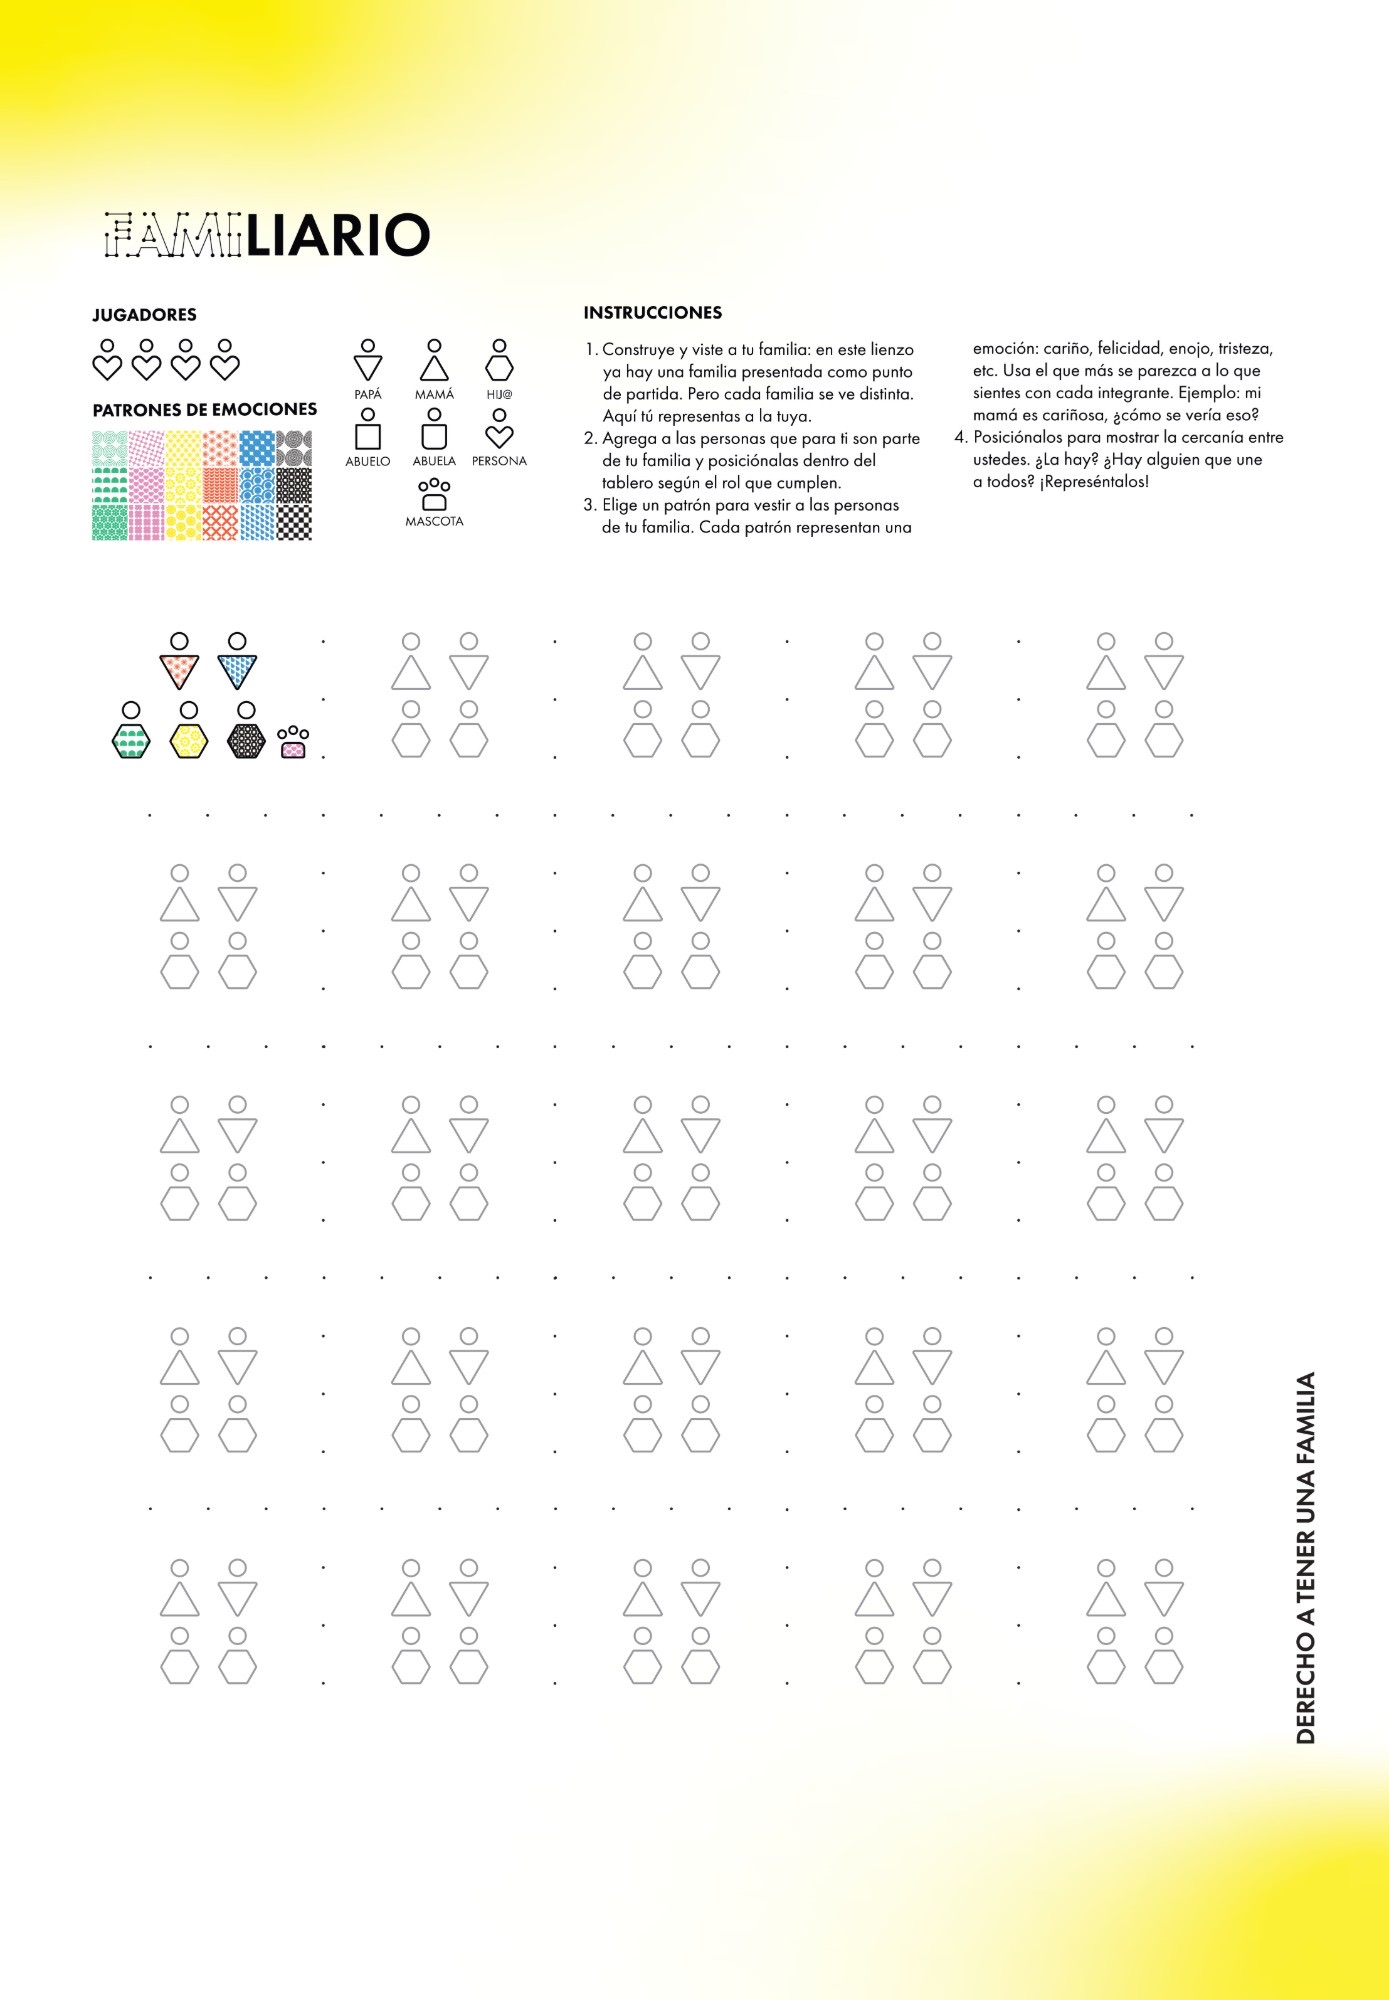 FAMILIARIO
JUGADORES
PATRONES DE EMOCIONES
PAPÁ
MAMÁ
HIJ@
ABUELO
ABUELA
PERSONA
MASCOTA
INSTRUCCIONES
1. Construye y viste a tu familia: en este lienzo
ya hay una familia presentada como punto
de partida. Pero cada familia se ve distinta.
Aquí tú representas a la tuya.
2. Agrega a las personas que para ti son parte
de tu familia y posiciónalas dentro del
tablero según el rol que cumplen.
3. Elige un patrón para vestir a las personas
de tu familia. Cada patrón representan una
emoción: cariño, felicidad, enojo, tristeza,
etc. Usa el que más se parezca a lo que
sientes con cada integrante. Ejemplo: mi
mamá es cariñosa, ¿cómo se vería eso?
4. Posiciónalos para mostrar la cercanía entre
ustedes. ¿La hay? ¿Hay alguien que une
a todos? ¡Represéntalos!
DERECHO A TENER UNA FAMILIA